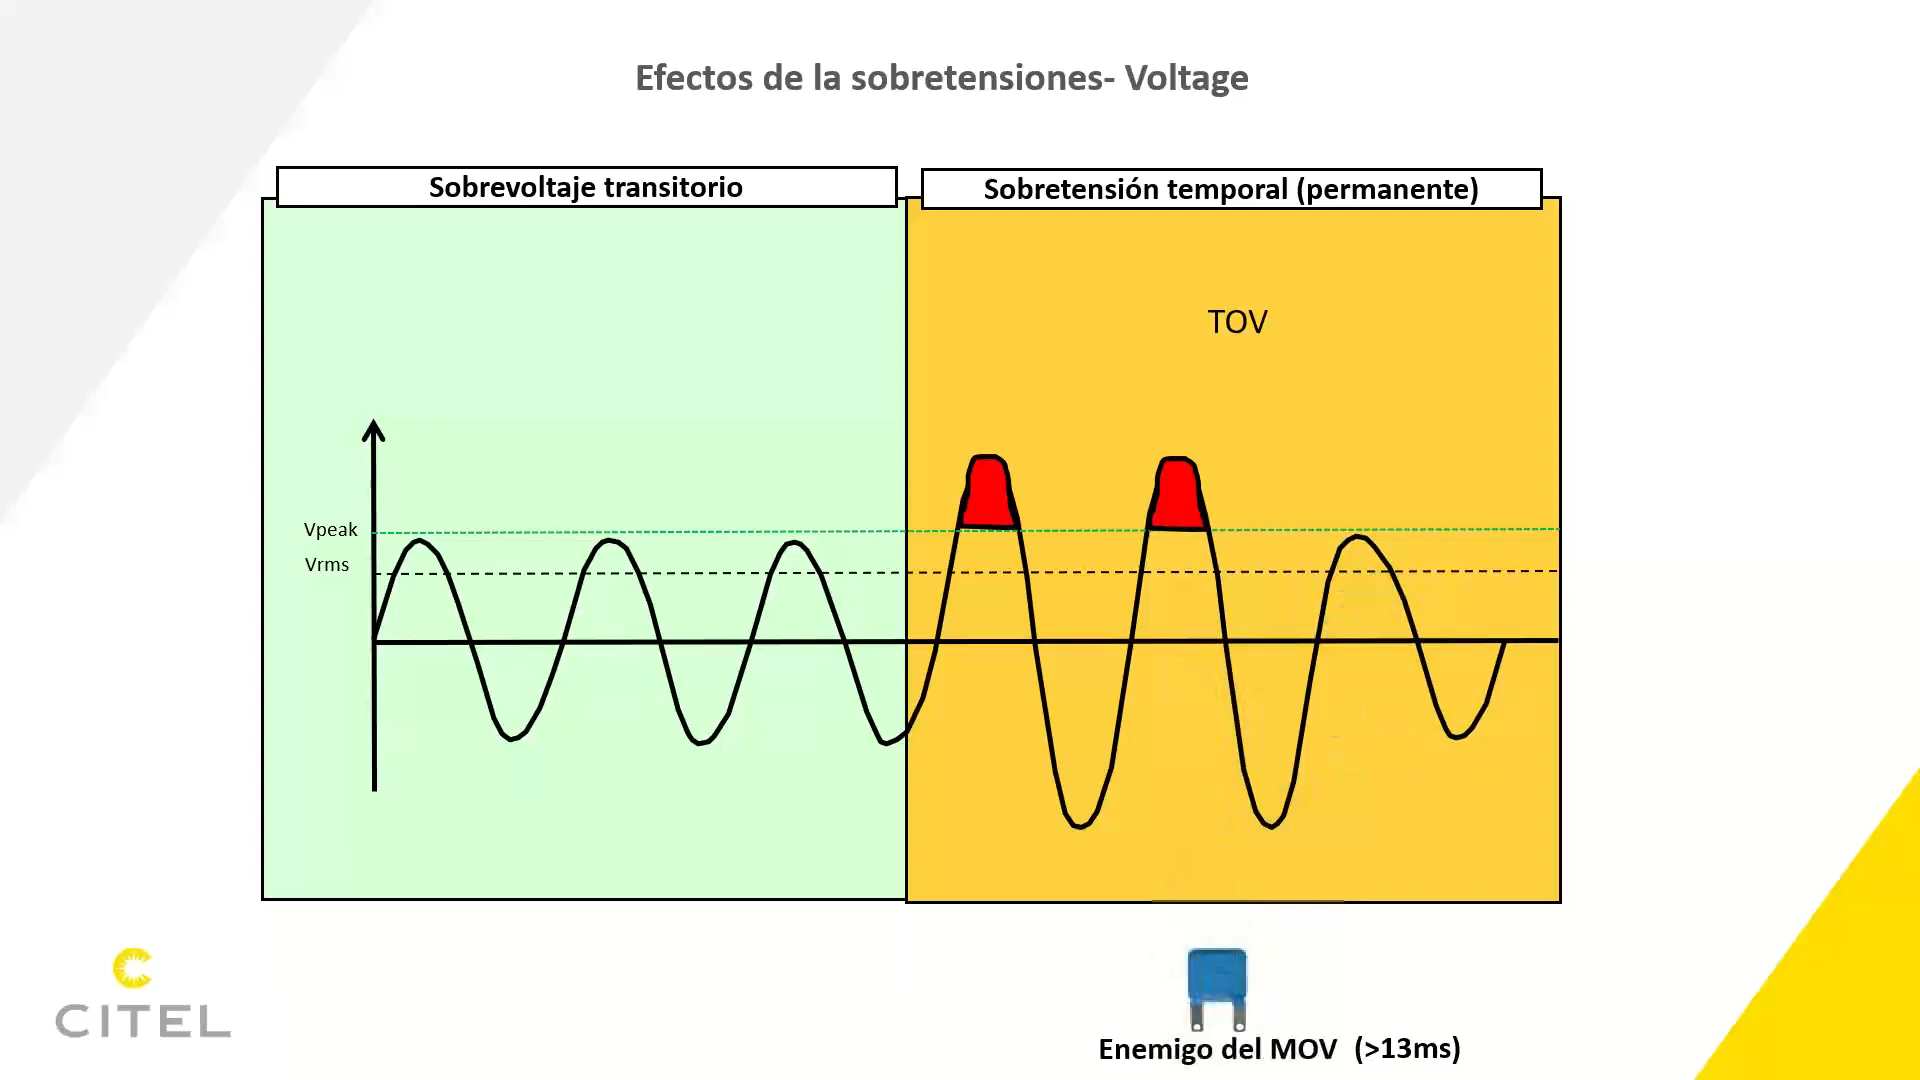 Efectos de la sobretensiones- Voltage
Sobrevoltaje transitorio
Sobretensión temporal (permanente)
TOV
Vpeak
Vrms
CITEL
Enemigo del MOV (>13ms)